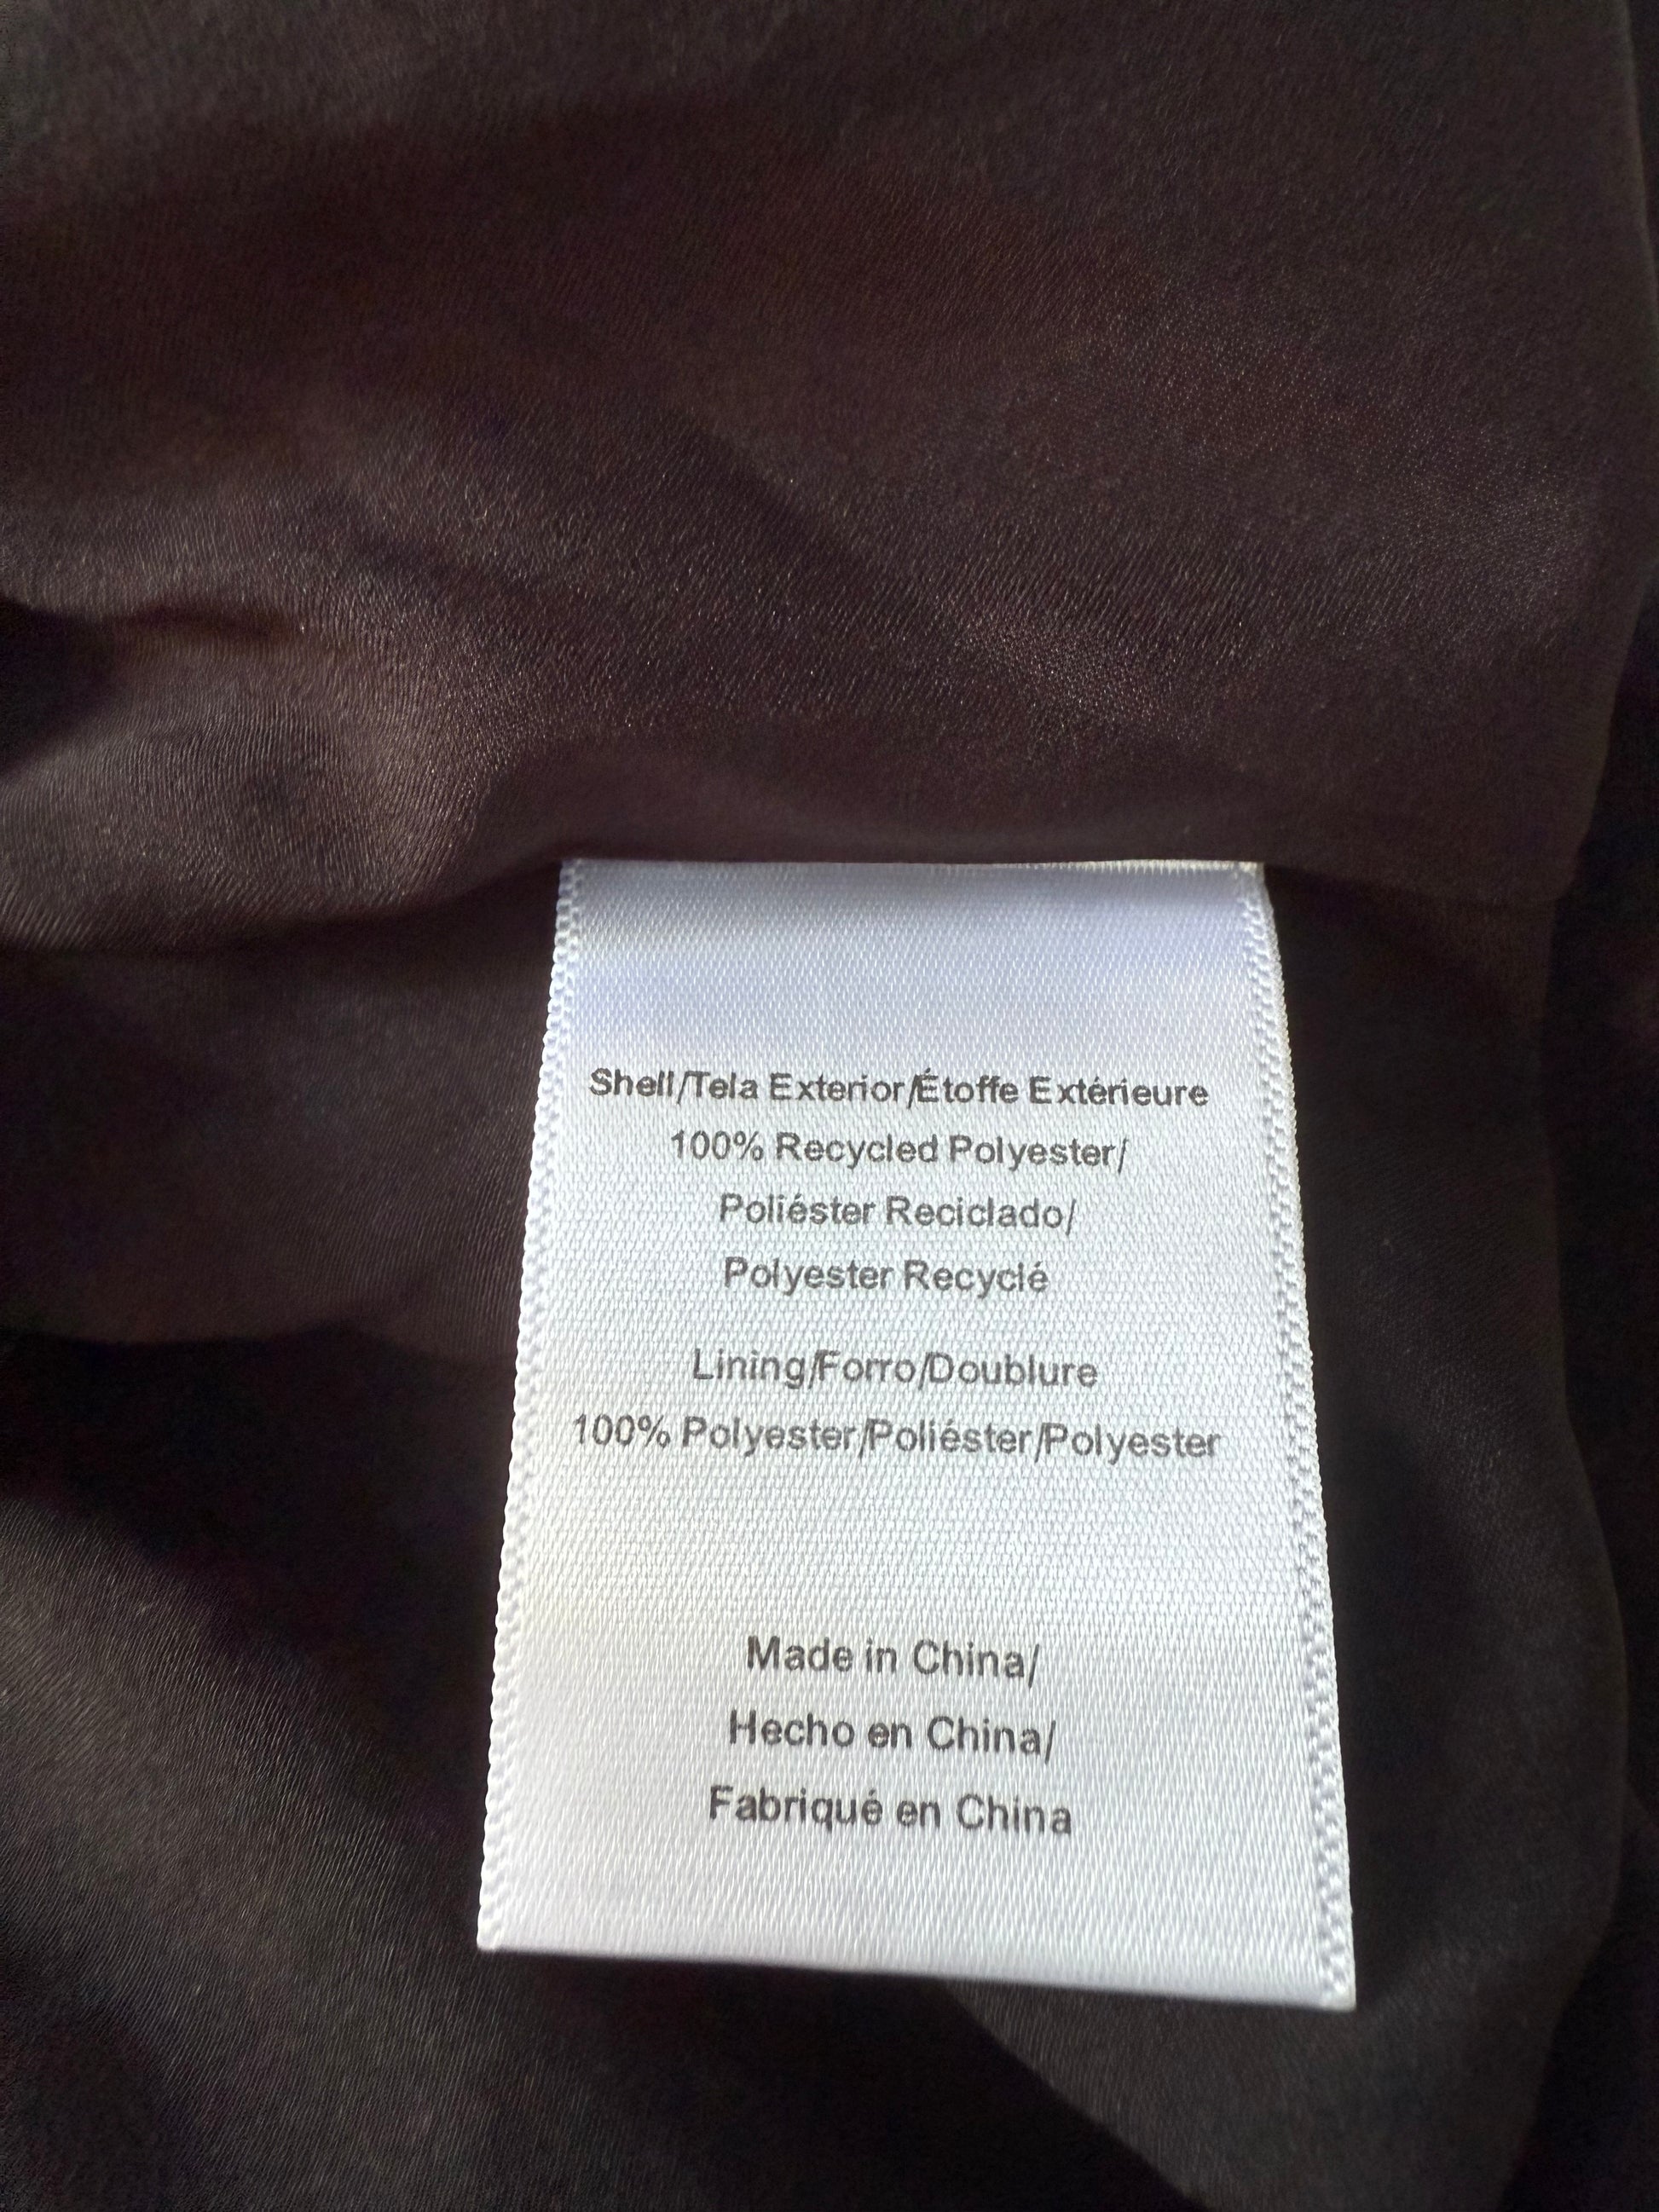 Shell/Tela Exterior/Étoffe Extérieure
100% Recycled Polyester/
Poliéster Reciclado/
Polyester Recyclé
Lining/Forro/Doublure
100% Polyester/Poliéster/Polyester
Made in China/
Hecho en China/
Fabriqué en China